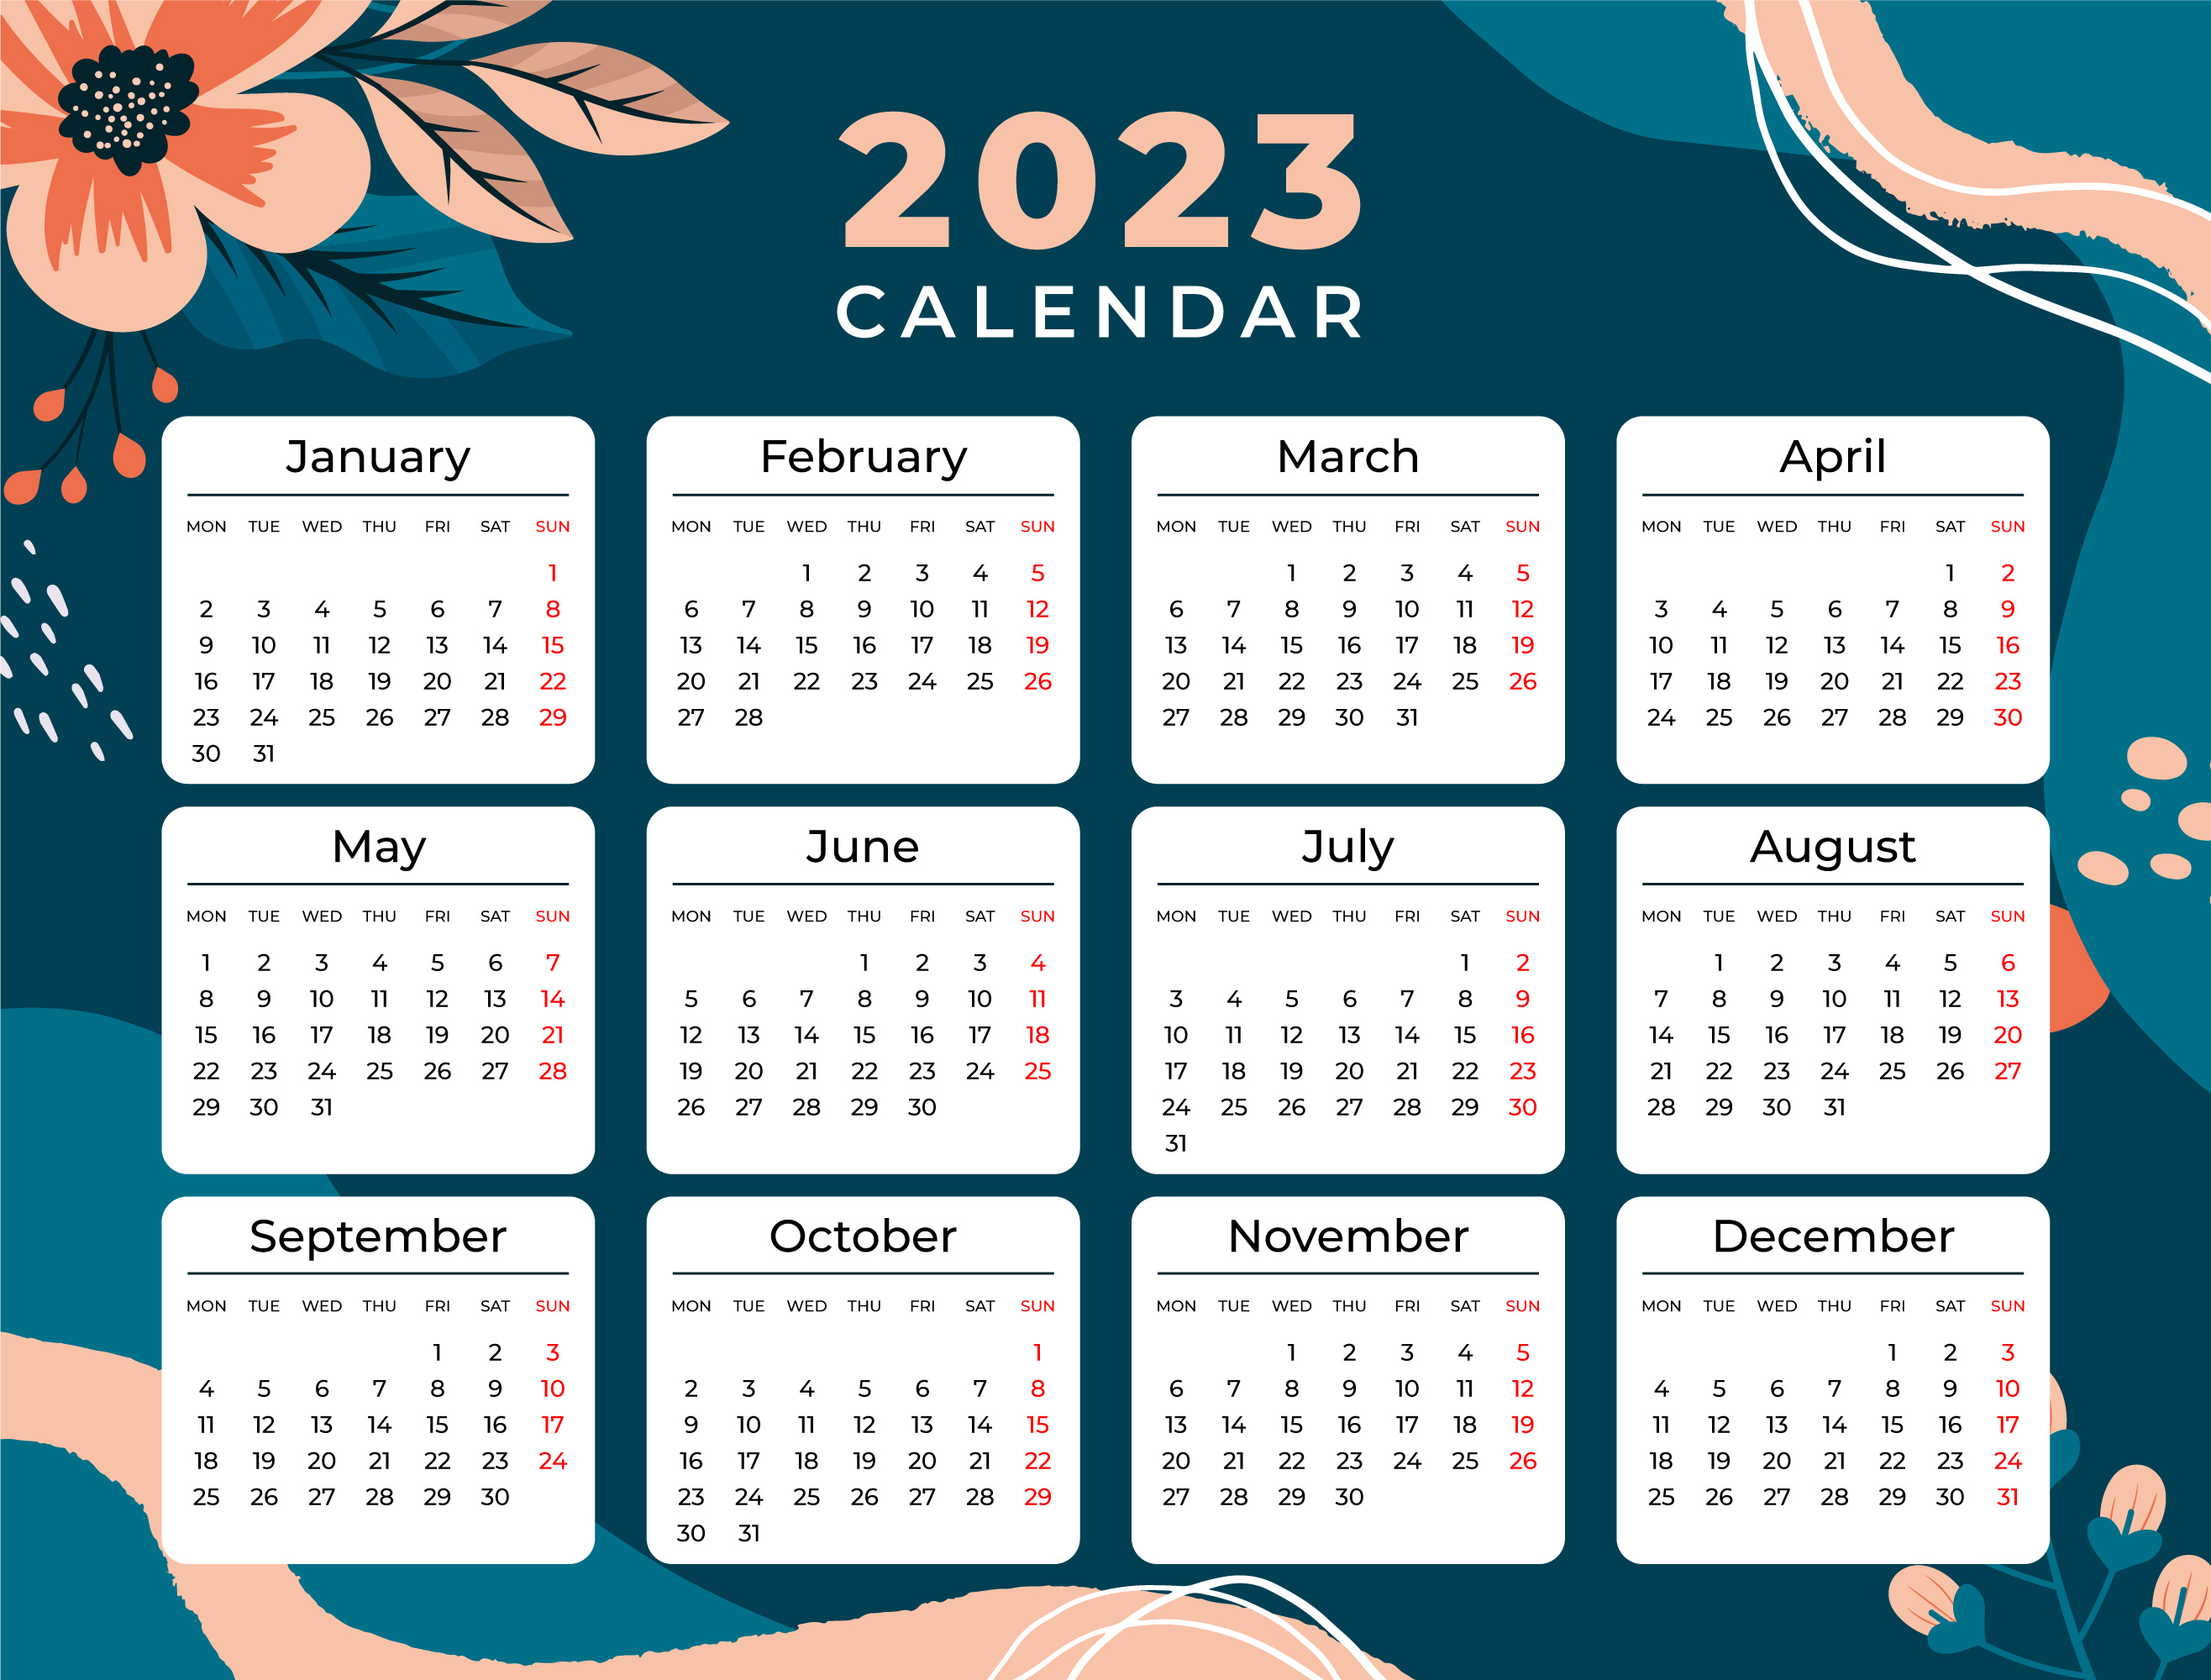 2023
CALENDAR
January
MON TUE WED THU FRI SAT SUN
1
2 3 4 5 6 7 8
9 10 11 12 13 14 15
16 17 18 19 20 21 22
23 24 25 26 27 28 29
30 31
February
MON TUE WED THU FRI SAT SUN
1 2 3 4 5
6 7 8 9 10 11 12
13 14 15 16 17 18 19
20 21 22 23 24 25 26
27 28
March
MON TUE WED THU FRI SAT SUN
1 2 3 4 5
6 7 8 9 10 11 12
13 14 15 16 17 18 19
20 21 22 23 24 25 26
27 28 29 30 31
April
MON TUE WED THU FRI SAT SUN
1 2
3 4 5 6 7 8 9
10 11 12 13 14 15 16
17 18 19 20 21 22 23
24 25 26 27 28 29 30
May
MON TUE WED THU FRI SAT SUN
1 2 3 4 5 6 7
8 9 10 11 12 13 14
15 16 17 18 19 20 21
22 23 24 25 26 27 28
29 30 31
June
MON TUE WED THU FRI SAT SUN
1 2 3 4
5 6 7 8 9 10 11
12 13 14 15 16 17 18
19 20 21 22 23 24 25
26 27 28 29 30
July
MON TUE WED THU FRI SAT SUN
1 2
3 4 5 6 7 8 9
10 11 12 13 14 15 16
17 18 19 20 21 22 23
24 25 26 27 28 29 30
31
August
MON TUE WED THU FRI SAT SUN
1 2 3 4 5 6
7 8 9 10 11 12 13
14 15 16 17 18 19 20
21 22 23 24 25 26 27
28 29 30 31
September
MON TUE WED THU FRI SAT SUN
1 2 3
4 5 6 7 8 9 10
11 12 13 14 15 16 17
18 19 20 21 22 23 24
25 26 27 28 29 30
October
MON TUE WED THU FRI SAT SUN
1
2 3 4 5 6 7 8
9 10 11 12 13 14 15
16 17 18 19 20 21 22
23 24 25 26 27 28 29
30 31
November
MON TUE WED THU FRI SAT SUN
1 2 3 4 5
6 7 8 9 10 11 12
13 14 15 16 17 18 19
20 21 22 23 24 25 26
27 28 29 30
December
MON TUE WED THU FRI SAT SUN
1 2 3
4 5 6 7 8 9 10
11 12 13 14 15 16 17
18 19 20 21 22 23 24
25 26 27 28 29 30 31